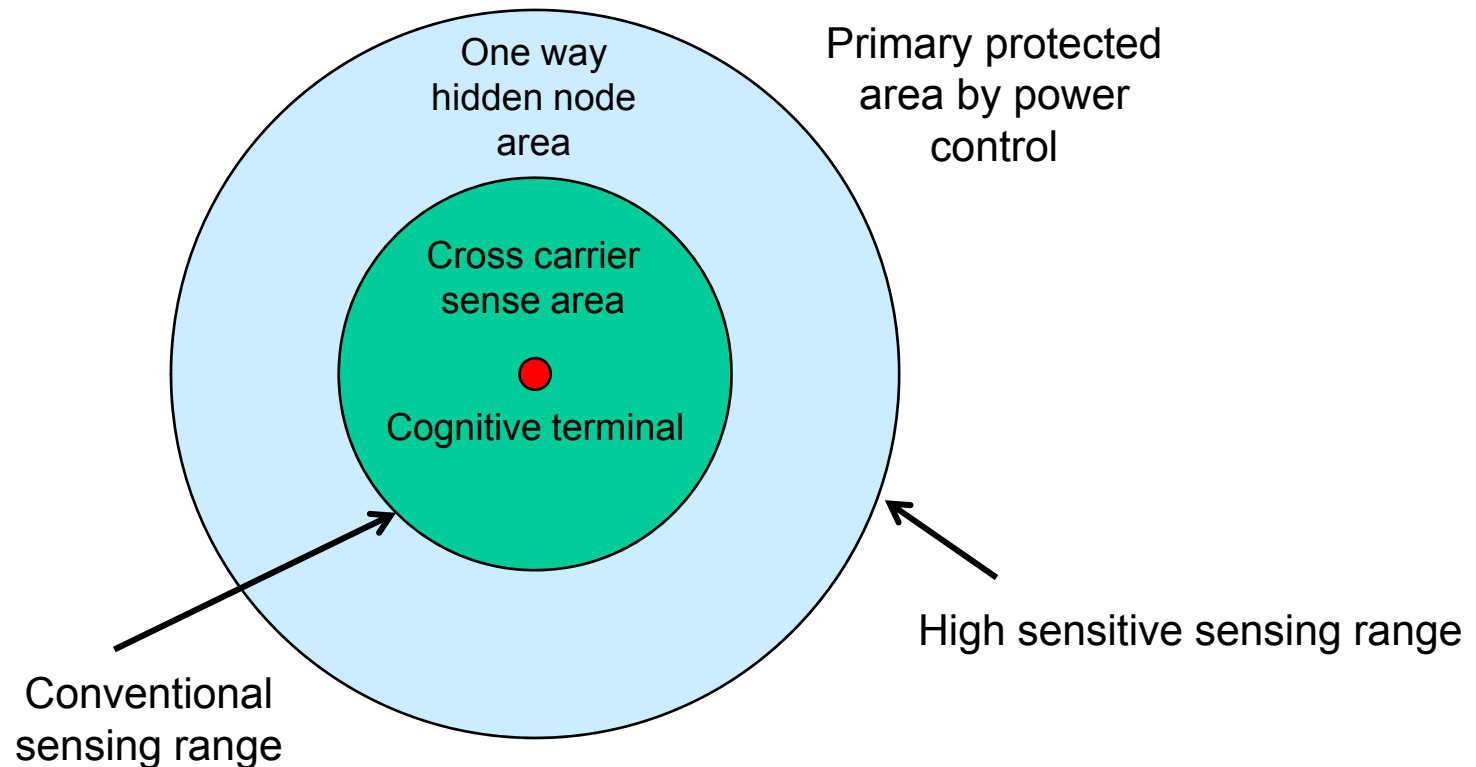 One way
hidden node
area
Primary protected
area by power
control
Cross carrier
sense area
Cognitive terminal
High sensitive sensing range
Conventional
sensing range